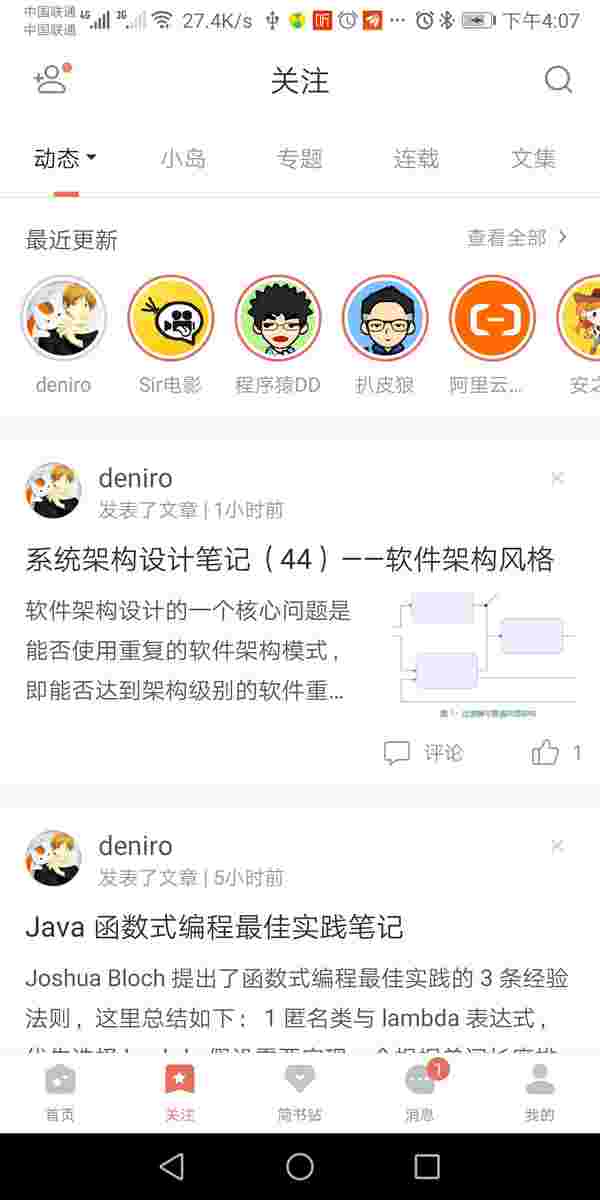 中国联通
中国联通
4G 3G 27.4K/s 听 ··· 下午4:07
关注
动态 小岛 专题 连载 文集
最近更新 查看全部
deniro Sir电影 程序猿DD 扒皮狼 阿里云... 安之
deniro
发表了文章 | 1小时前
系统架构设计笔记（44）——软件架构风格
软件架构设计的一个核心问题是
能否使用重复的软件架构模式，
即能否达到架构级别的软件重...
评论 1
deniro
发表了文章 | 5小时前
Java 函数式编程最佳实践笔记
Joshua Bloch 提出了函数式编程最佳实践的 3 条经验
法则，这里总结如下： 1 匿名类与 lambda 表达式，
1
首页 关注 简书钻 消息 我的